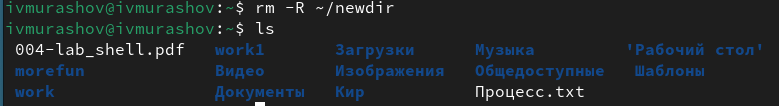 ivmurashov@ivmurashov:~$ rm -R ~/newdir
ivmurashov@ivmurashov:~$ ls
004-lab_shell.pdf work1 Загрузки Музыка 'Рабочий стол'
morefun Видео Изображения Общедоступные Шаблоны
work Документы Кир Процесс.txt